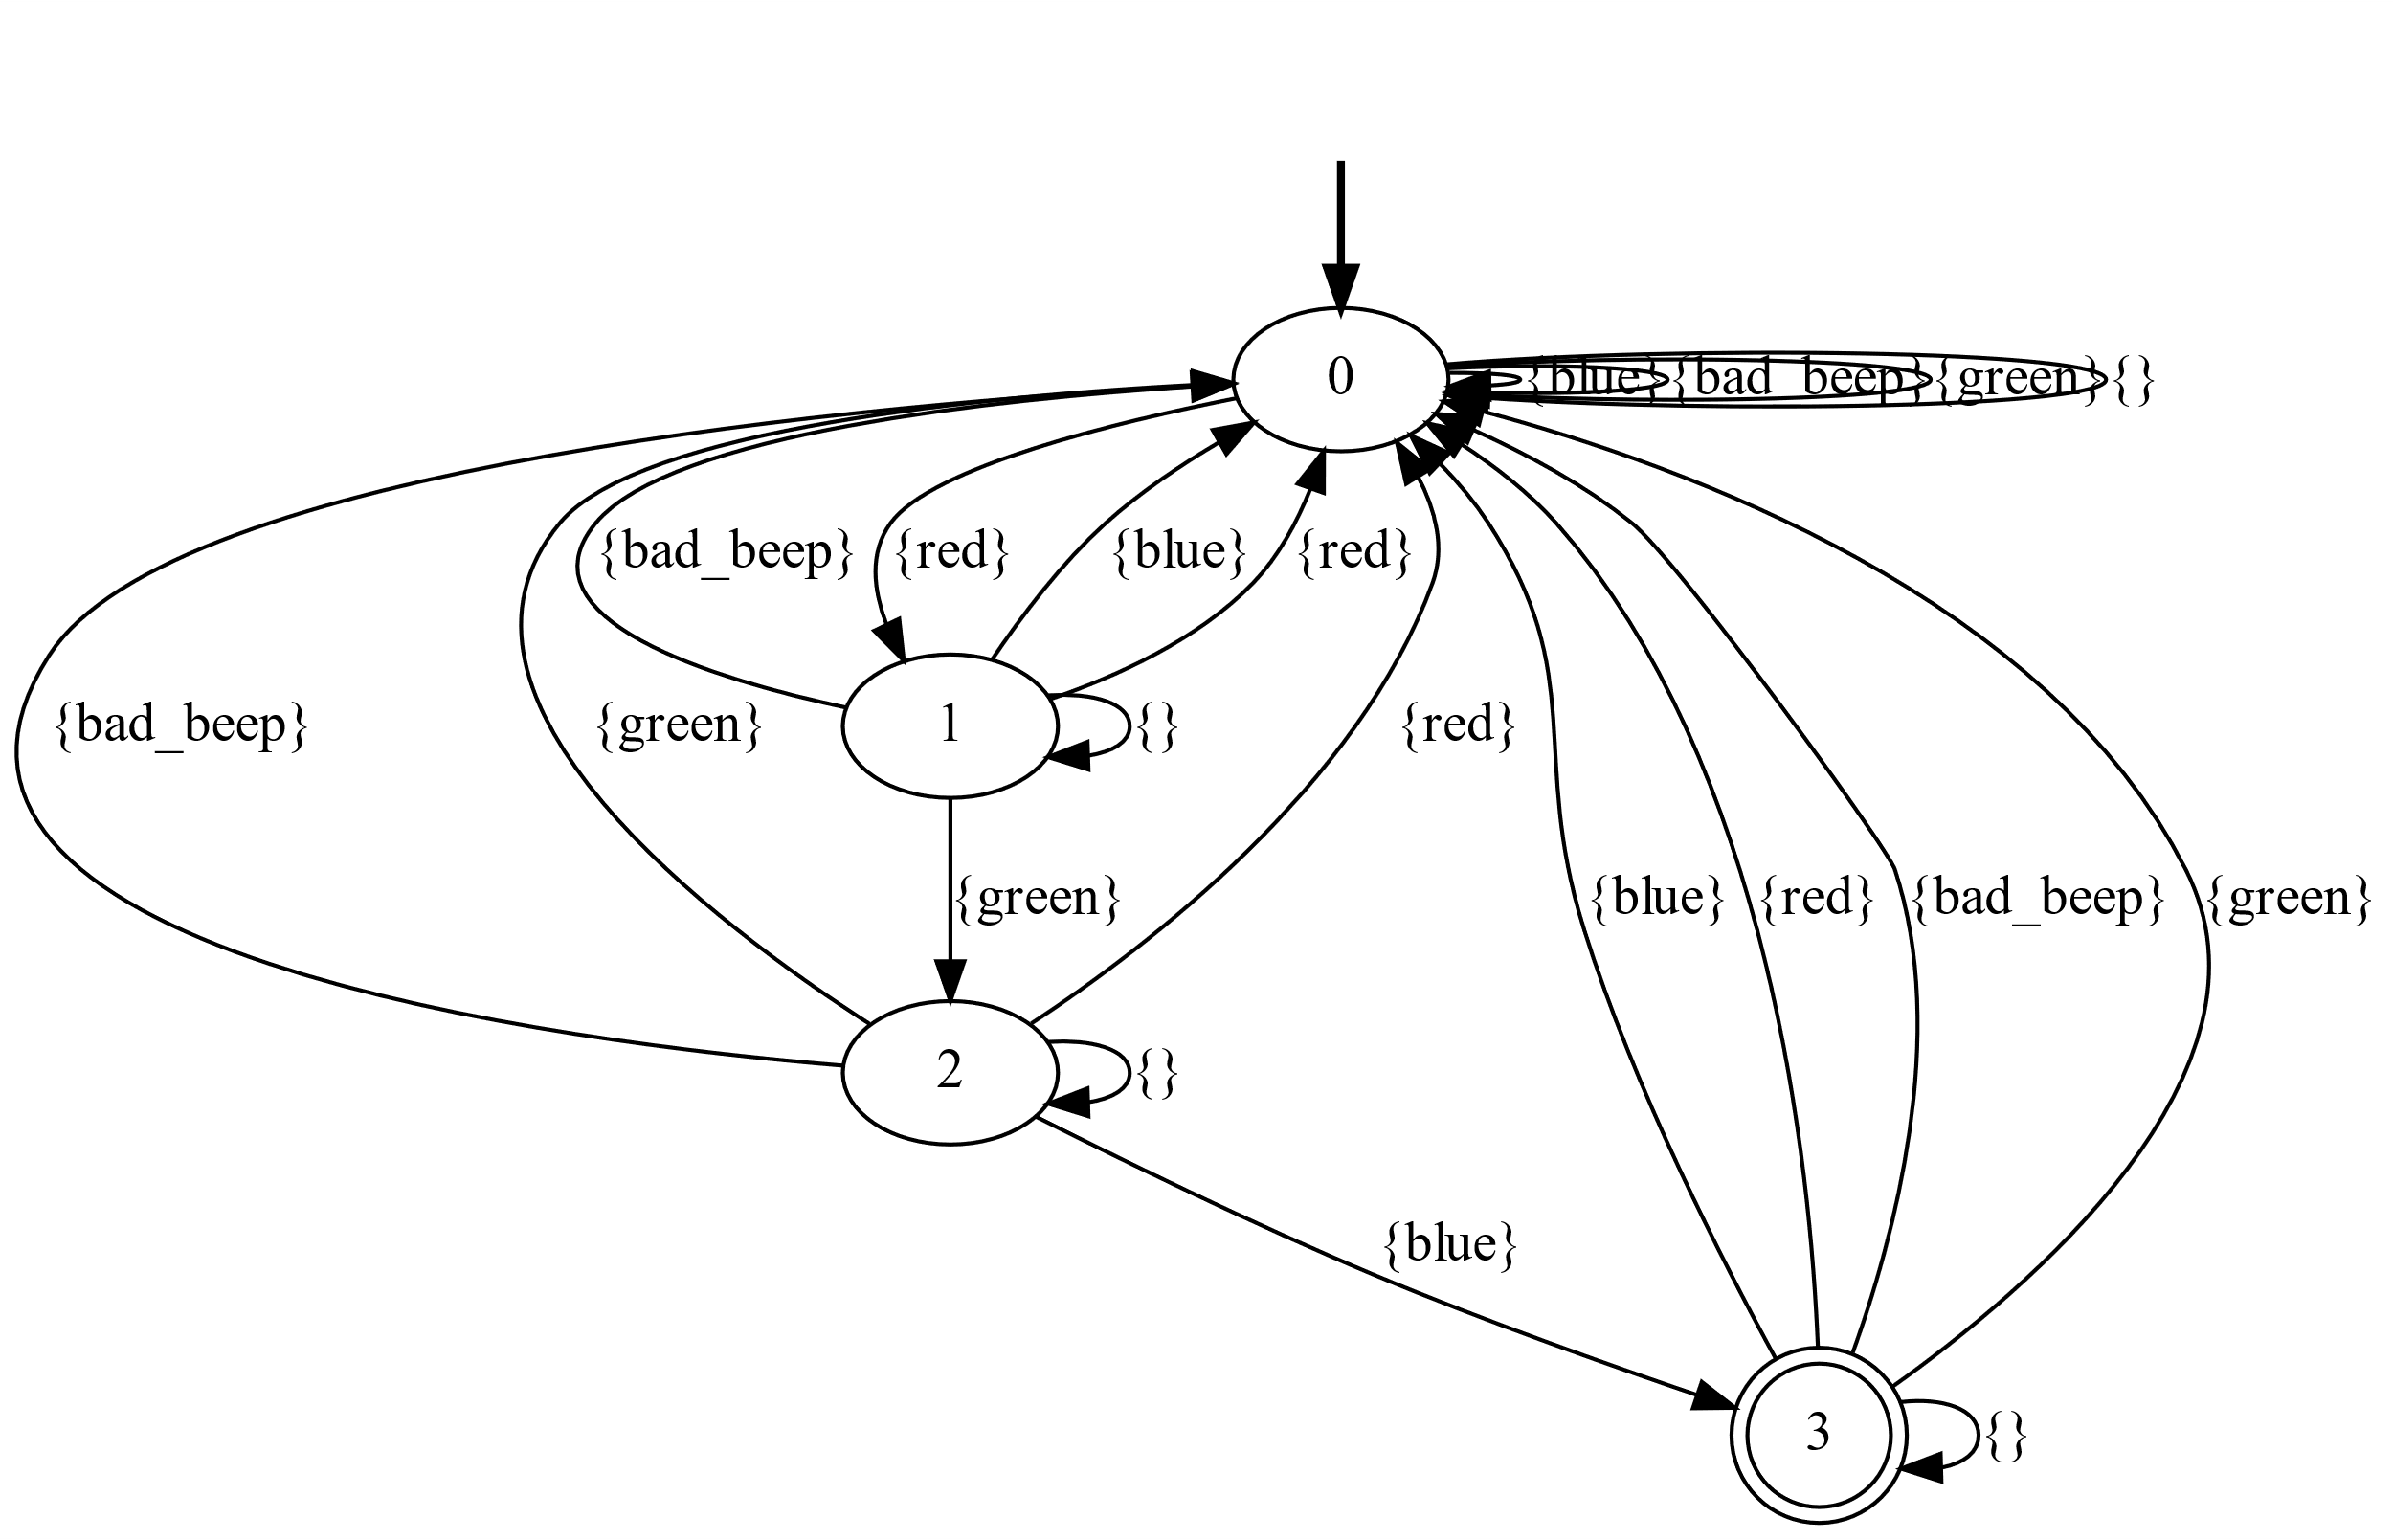 0
{blue}
{bad_beep}
{green}
{}
{bad_beep}
{red}
{blue}
{red}
{bad_beep}
{green}
1
{}
{red}
{green}
{blue}
{red}
{bad_beep}
{green}
2
{}
{blue}
3
{}